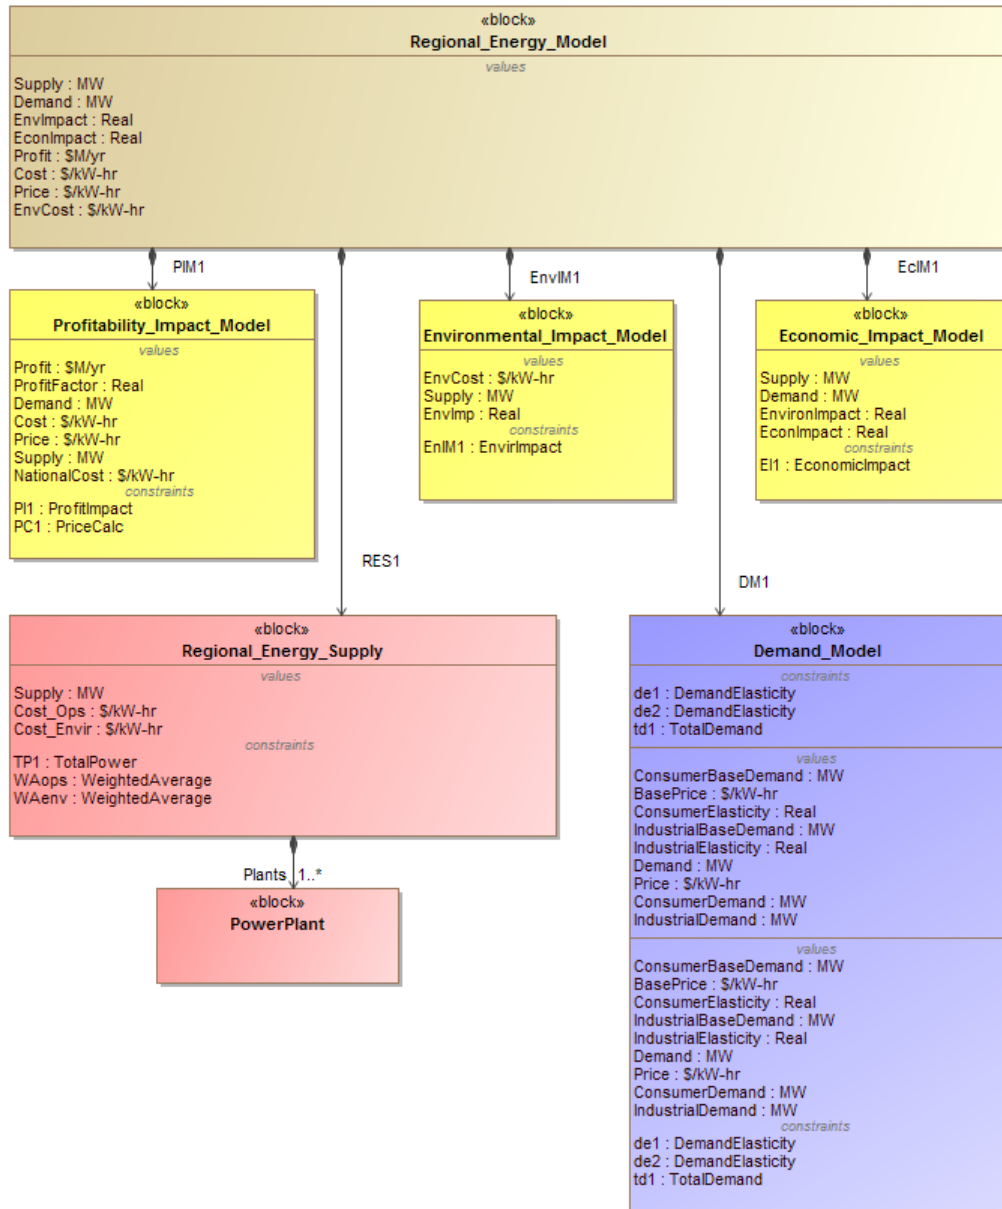 «block»
Regional_Energy_Model
values
Supply : MW
Demand : MW
EnvImpact : Real
EconImpact : Real
Profit : $M/yr
Cost : $/kW-hr
Price : $/kW-hr
EnvCost : $/kW-hr
PIM1
EnvIM1
EcIM1
«block»
Profitability_Impact_Model
values
Profit : $M/yr
ProfitFactor : Real
Demand : MW
Cost : $/kW-hr
Price : $/kW-hr
Supply : MW
NationalCost : $/kW-hr
constraints
PI1 : ProfitImpact
PC1 : PriceCalc
«block»
Environmental_Impact_Model
values
EnvCost : $/kW-hr
Supply : MW
EnvImp : Real
constraints
EnIM1 : EnvirImpact
«block»
Economic_Impact_Model
values
Supply : MW
Demand : MW
EnvironImpact : Real
EconImpact : Real
constraints
EI1 : EconomicImpact
RES1
DM1
«block»
Regional_Energy_Supply
values
Supply : MW
Cost_Ops : $/kW-hr
Cost_Envir : $/kW-hr
constraints
TP1 : TotalPower
WAops : WeightedAverage
WAenv : WeightedAverage
Plants 1..*
«block»
PowerPlant
«block»
Demand_Model
constraints
de1 : DemandElasticity
de2 : DemandElasticity
td1 : TotalDemand
values
ConsumerBaseDemand : MW
BasePrice : $/kW-hr
ConsumerElasticity : Real
IndustrialBaseDemand : MW
IndustrialElasticity : Real
Demand : MW
Price : $/kW-hr
ConsumerDemand : MW
IndustrialDemand : MW
values
ConsumerBaseDemand : MW
BasePrice : $/kW-hr
ConsumerElasticity : Real
IndustrialBaseDemand : MW
IndustrialElasticity : Real
Demand : MW
Price : $/kW-hr
ConsumerDemand : MW
IndustrialDemand : MW
constraints
de1 : DemandElasticity
de2 : DemandElasticity
td1 : TotalDemand